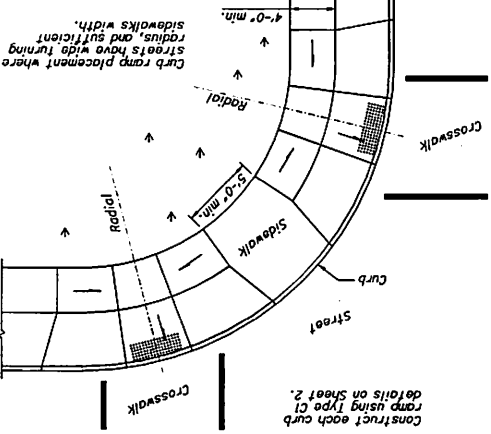 Construct each curb
ramp using Type C1
details on Sheet 2.
Crosswalk
Street
Curb
Sidewalk
5'-0" min.
Radial
Crosswalk
Radial
4'-0" min.
Curb ramp placement where
streets have wide turning
radius, and sufficient
sidewalks width.